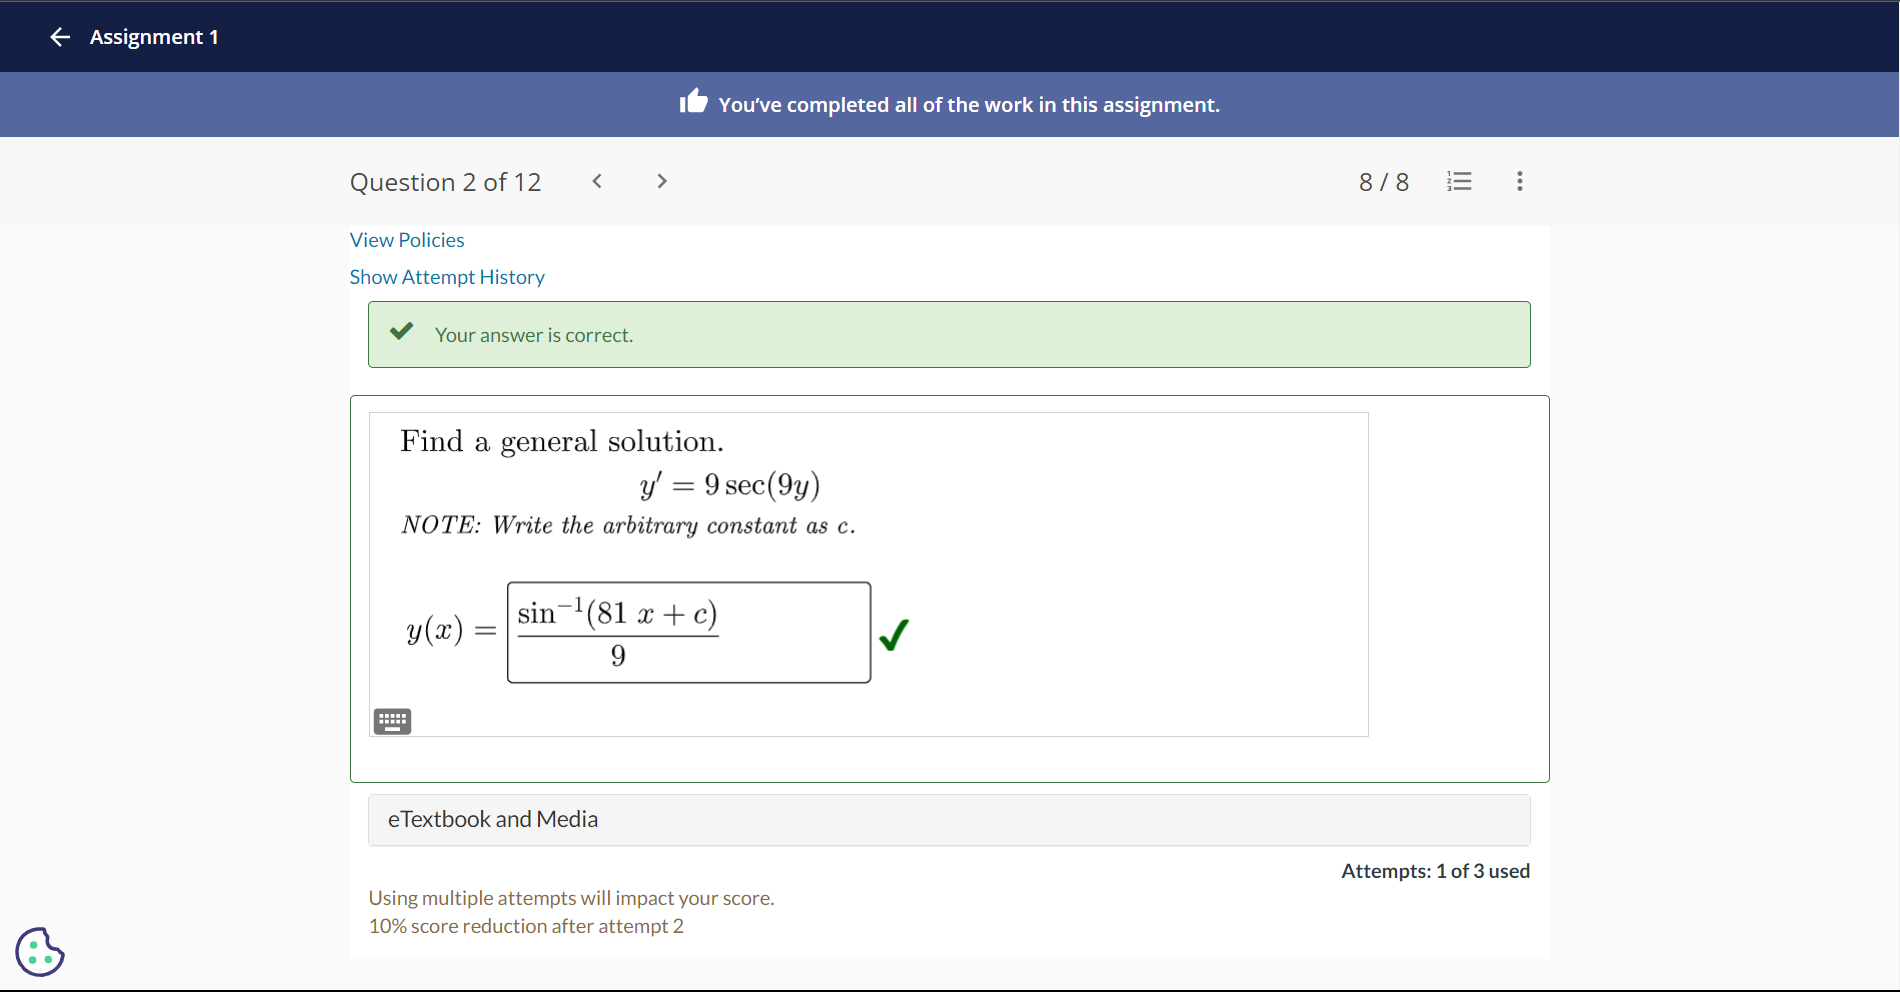 Assignment 1
You've completed all of the work in this assignment.
Question 2 of 12
8 / 8
View Policies
Show Attempt History
Your answer is correct.
Find a general solution.
y′ = 9 sec(9y)
NOTE: Write the arbitrary constant as c.
y(x) = sin⁻¹(81 x + c)
9
eTextbook and Media
Attempts: 1 of 3 used
Using multiple attempts will impact your score.
10% score reduction after attempt 2